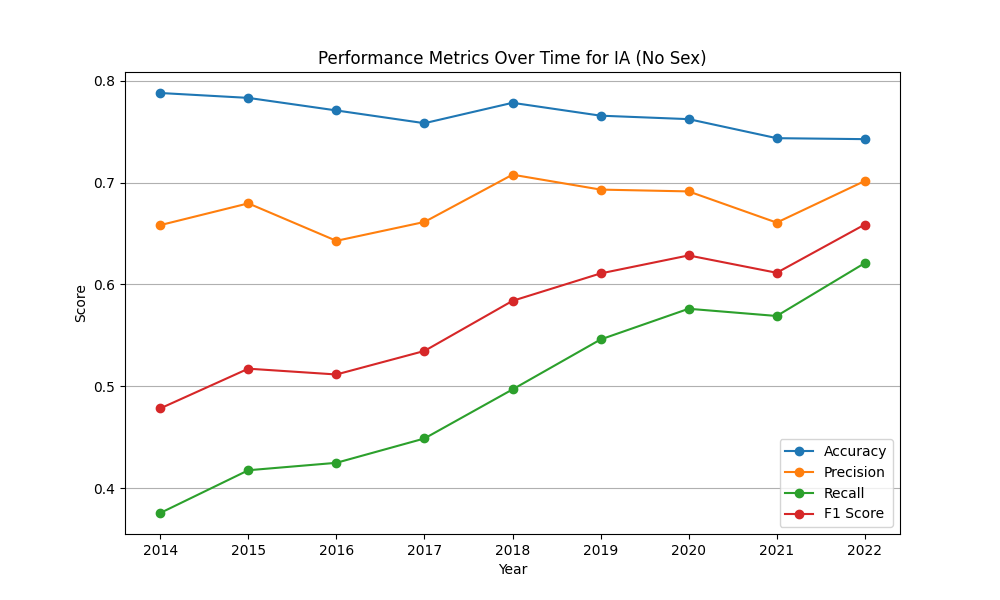 Performance Metrics Over Time for IA (No Sex)
0.8
0.7
0.6
0.5
0.4
Score
2014 2015 2016 2017 2018 2019 2020 2021 2022
Year
Accuracy
Precision
Recall
F1 Score